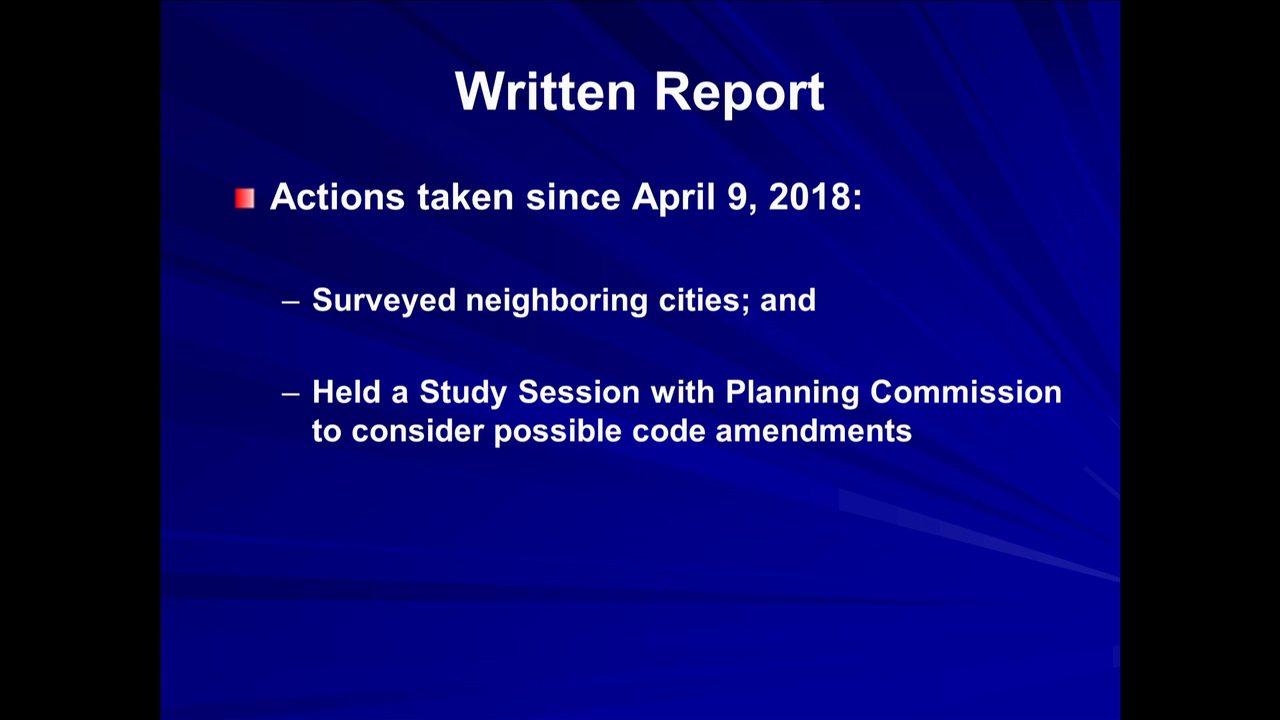 Written Report
Actions taken since April 9, 2018:
– Surveyed neighboring cities; and
– Held a Study Session with Planning Commission
to consider possible code amendments